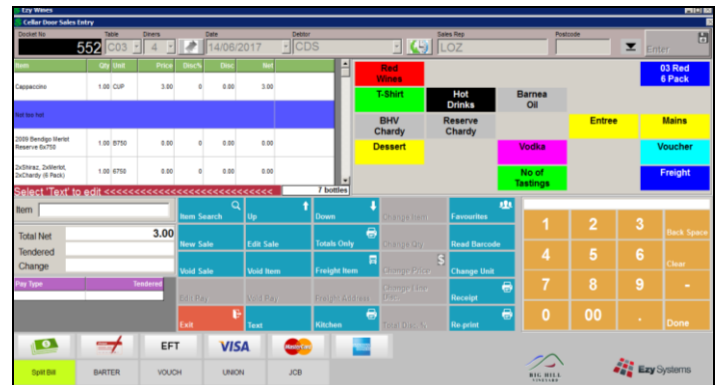 Ezy Wines
Cellar Door Sales Entry
Docket No Table Diners Date Debtor Sales Rep Postcode
552 C03 4 14/06/2017 CDS LOZ Enter
Item Qty Unit Price Disc% Disc Net
Cappaccino 1.00 CUP 3.00 0 0.00 3.00
Not too hot
2009 Bendigo Merlot
Reserve 6x750 1.00 B750 0.00 0 0.00 0.00
2xShiraz, 2xMerlot,
2xChardy (6 Pack) 1.00 6750 0.00 0 0.00 0.00
Select 'Text' to edit <<<<<<<<<<<<<<<<<<<<<<<<<<<
7 bottles
Red
Wines
03 Red
6 Pack
T-Shirt
Hot
Drinks
Barnea
Oil
BHV
Chardy
Reserve
Chardy
Entree
Mains
Dessert
Vodka
Voucher
No of
Tastings
Freight
Item
Total Net 3.00
Tendered
Change
Pay Type Tendered
Item Search Up Down Change Item Favourites
New Sale Edit Sale Totals Only Change Qty Read Barcode
Void Sale Void Item Freight Item Change Price Change Unit
Edit Pay Void Pay Freight Address Change Line
Disc Receipt
Exit Text Kitchen Total Disc % Re-print
1 2 3 Back Space
4 5 6 Clear
7 8 9 -
0 00 . Done
EFT VISA MasterCard
Split Bill BARTER VOUCH UNION JCB
BIG HILL
VINEYARD
Ezy Systems